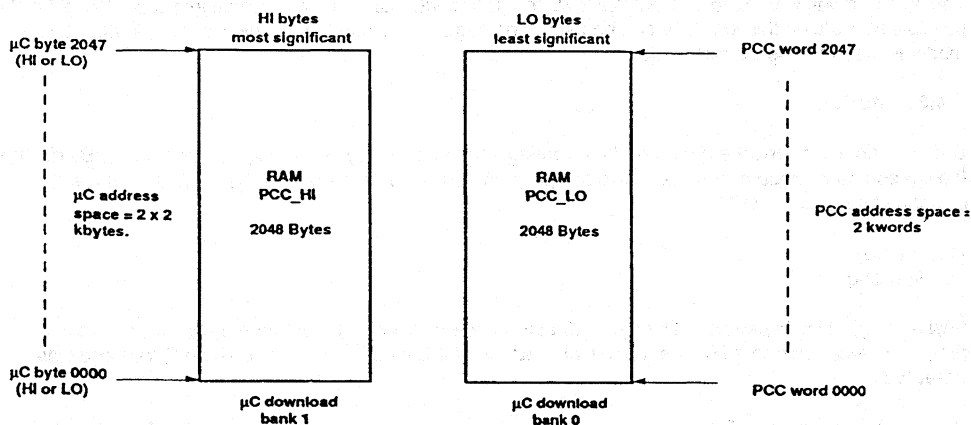 HI bytes
most significant
LO bytes
least significant
µC byte 2047
(HI or LO)
PCC word 2047
RAM
PCC_HI
2048 Bytes
RAM
PCC_LO
2048 Bytes
µC address
space = 2 x 2
kbytes.
PCC address space =
2 kwords
µC byte 0000
(HI or LO)
PCC word 0000
µC download
bank 1
µC download
bank 0